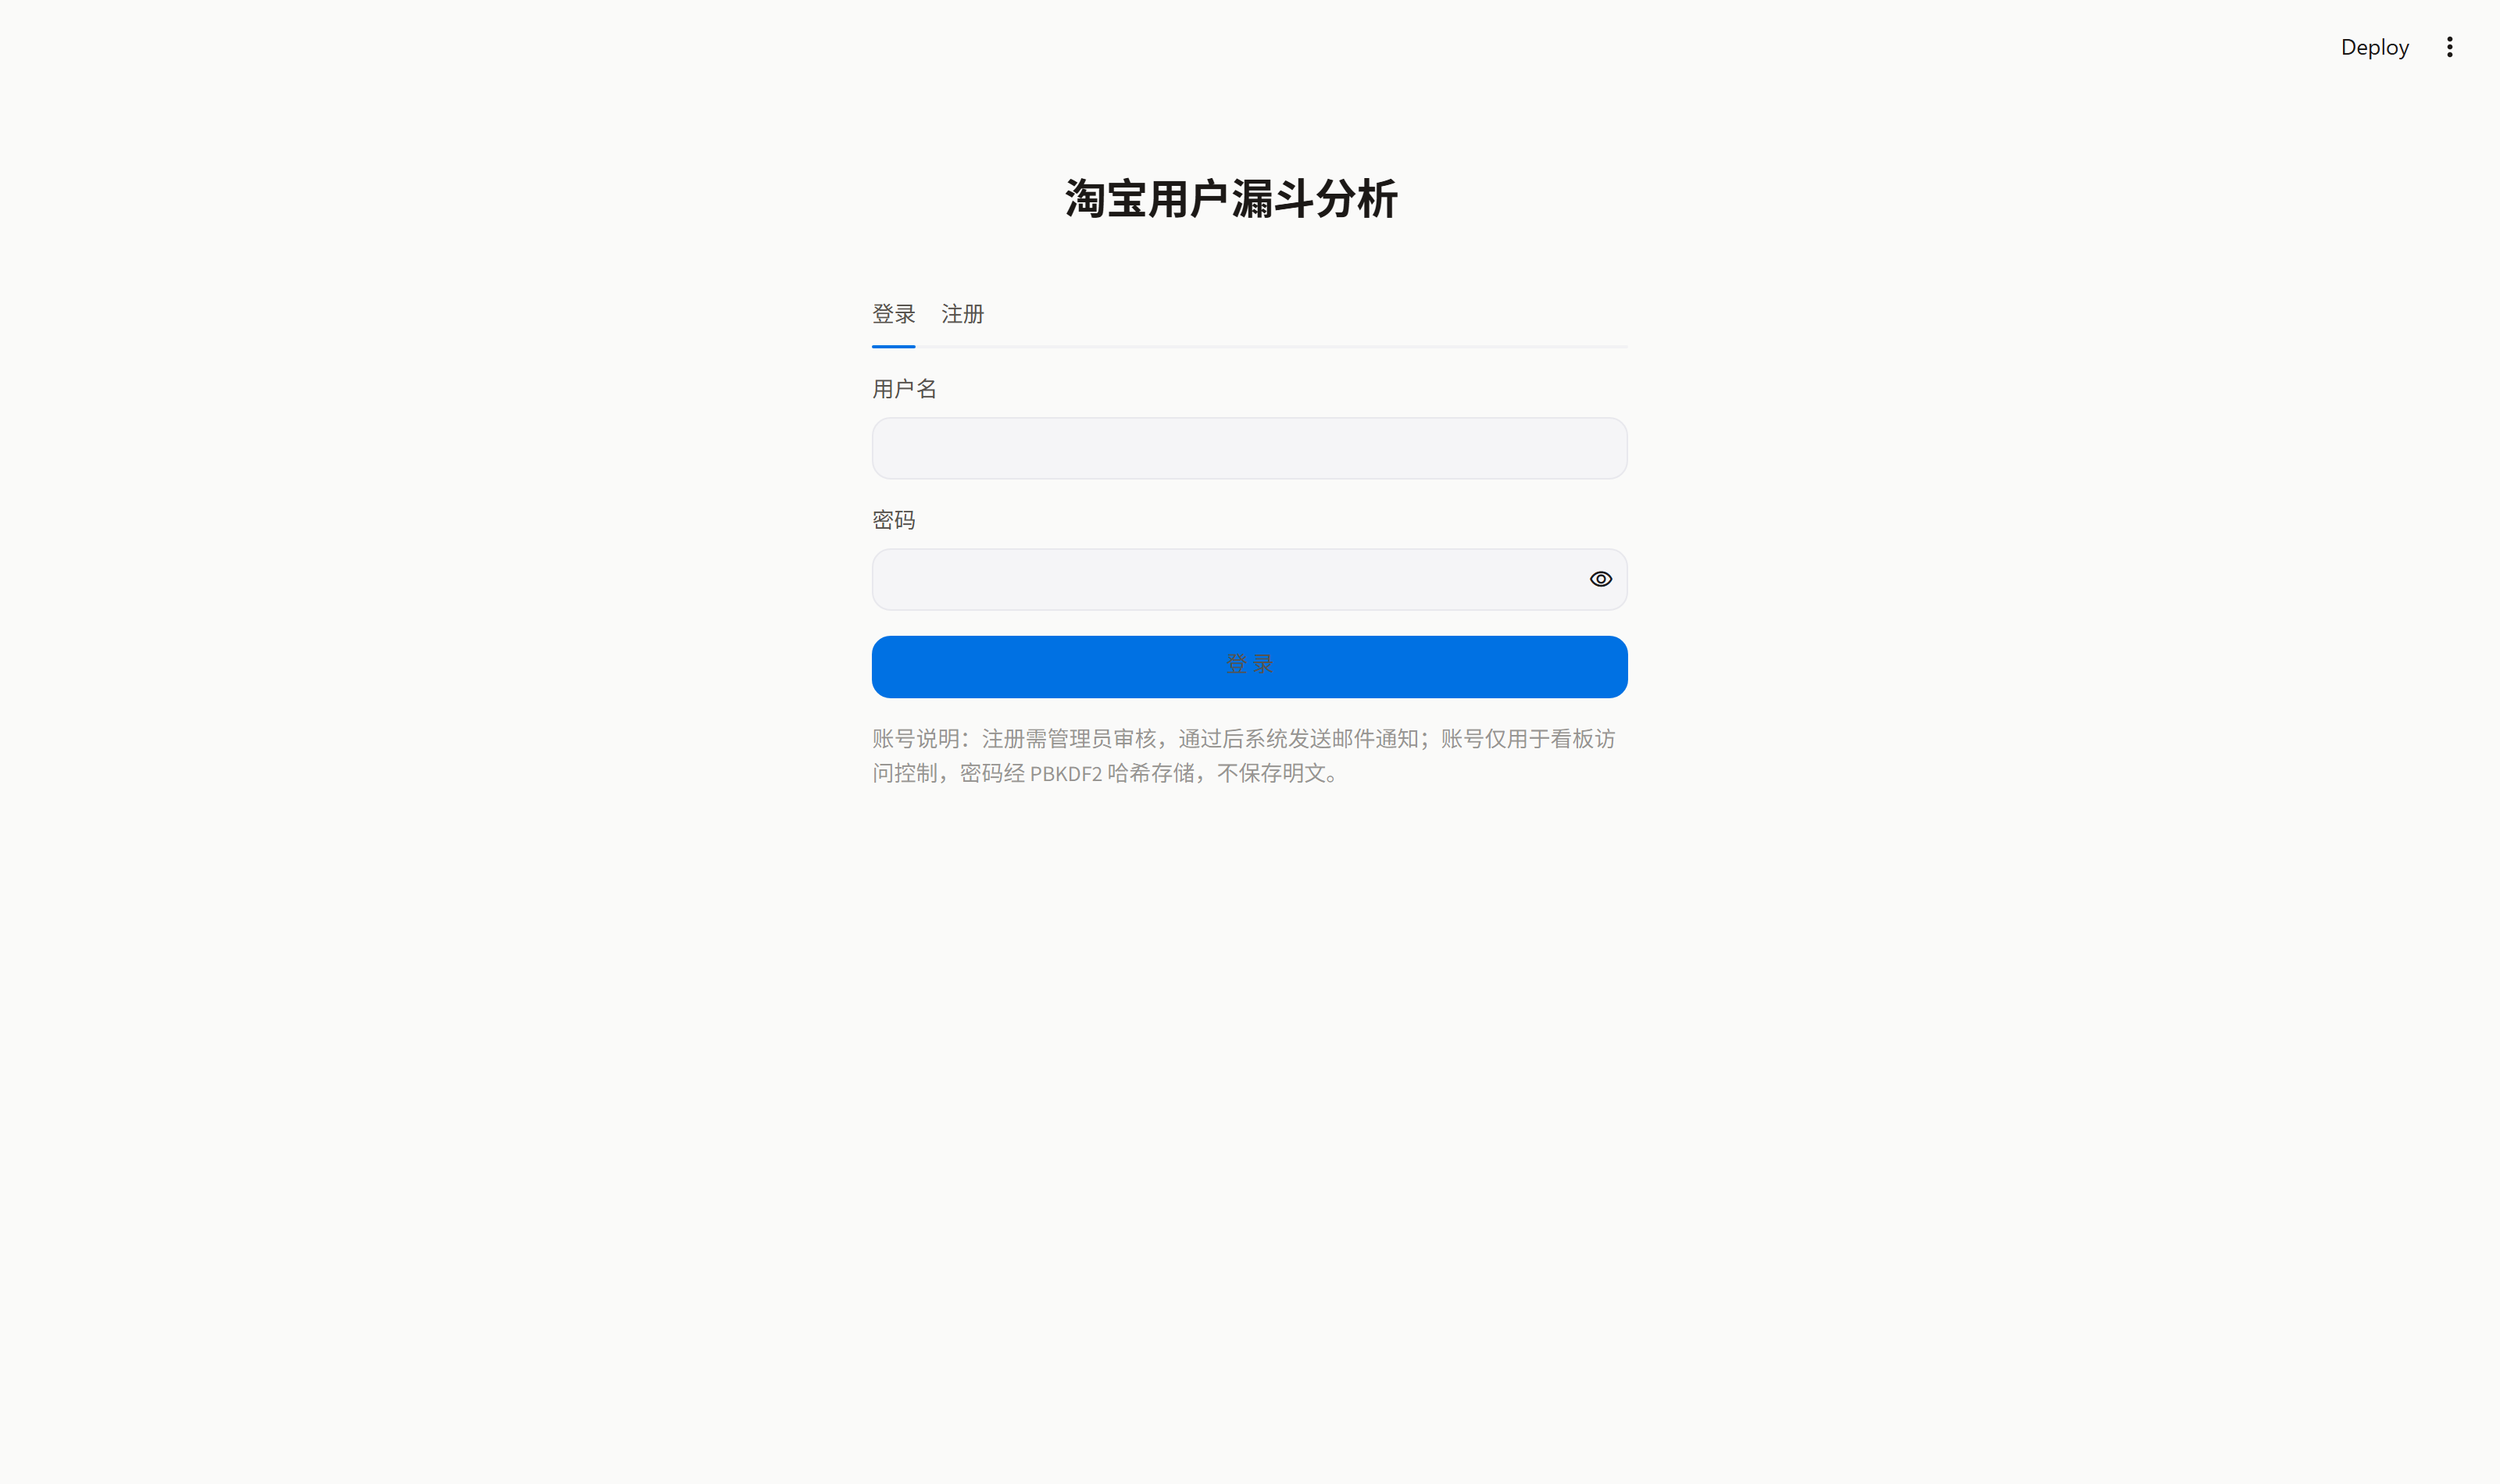 Deploy
淘宝用户漏斗分析
登录 注册
用户名
密码
登 录
账号说明：注册需管理员审核，通过后系统发送邮件通知；账号仅用于看板访
问控制，密码经 PBKDF2 哈希存储，不保存明文。